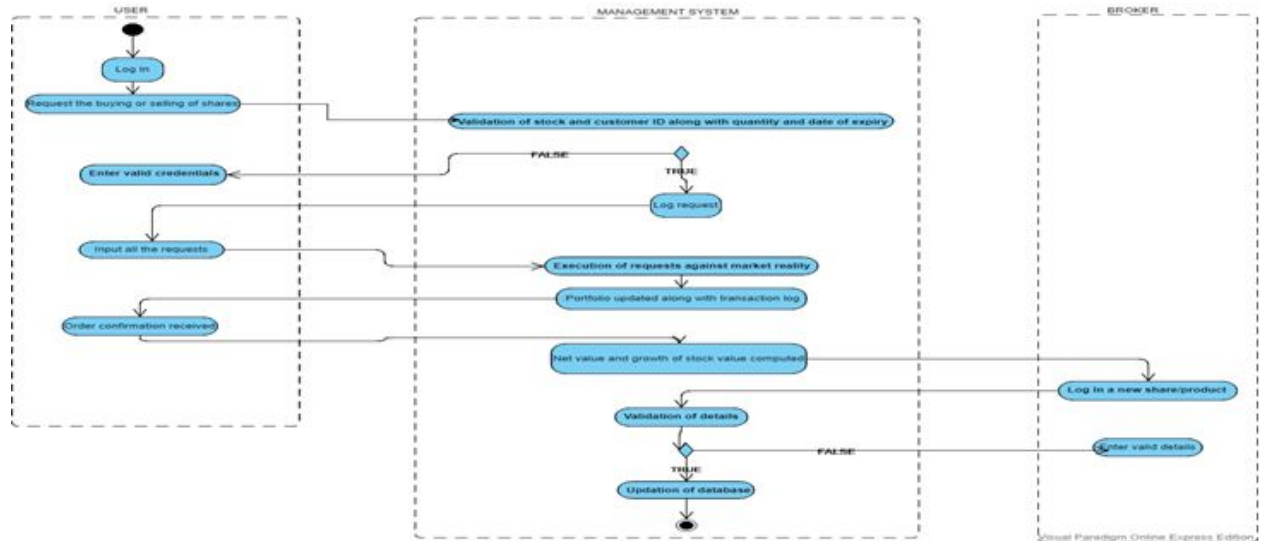 USER
MANAGEMENT SYSTEM
BROKER
Log in
Request the buying or selling of shares
Validation of stock and customer ID along with quantity and date of expiry
FALSE
TRUE
Enter valid credentials
Log request
Input all the requests
Execution of requests against market reality
Portfolio updated along with transaction log
Order confirmation received
Net value and growth of stock value computed
Log in a new share/product
Validation of details
Enter valid details
FALSE
TRUE
Updation of database
Visual Paradigm Online Express Edition